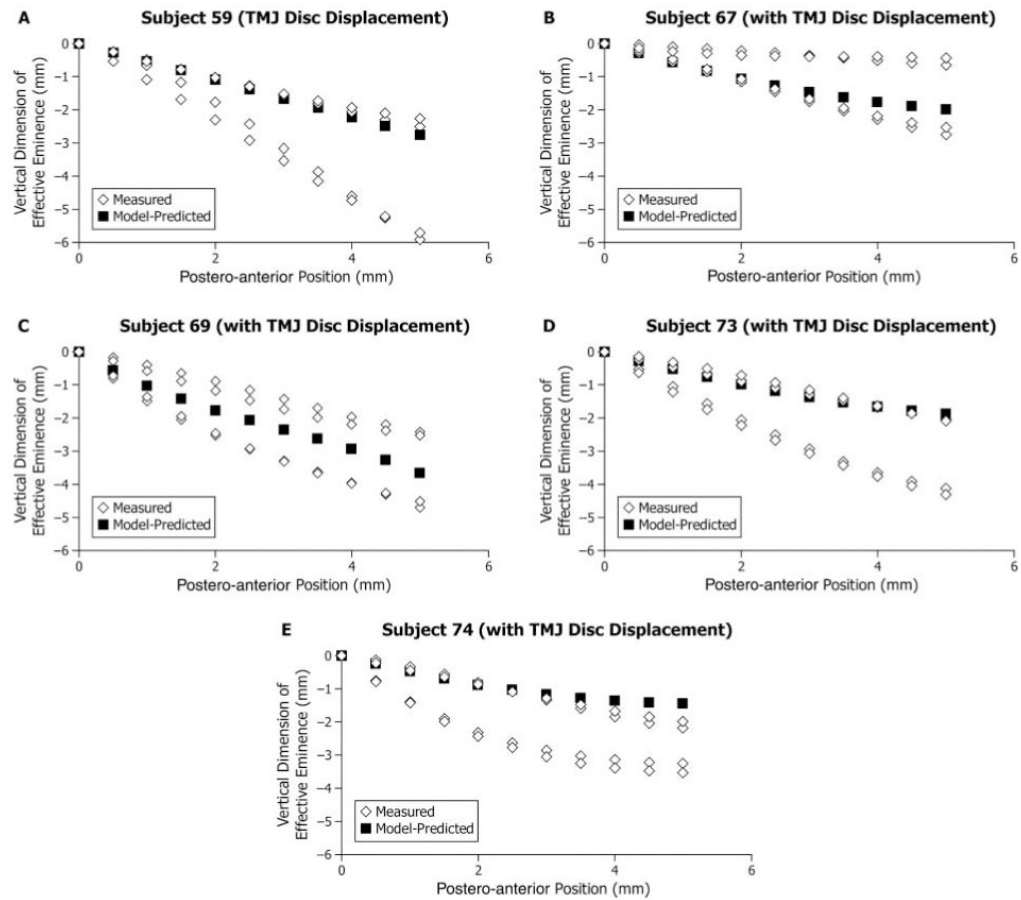 A
Subject 59 (TMJ Disc Displacement)
0
−1
−2
−3
−4
−5
−6
Vertical Dimension of
Effective Eminence (mm)
Measured
Model-Predicted
0
2
4
6
Postero-anterior Position (mm)
B
Subject 67 (with TMJ Disc Displacement)
0
−1
−2
−3
−4
−5
−6
Vertical Dimension of
Effective Eminence (mm)
Measured
Model-Predicted
0
2
4
6
Postero-anterior Position (mm)
C
Subject 69 (with TMJ Disc Displacement)
0
−1
−2
−3
−4
−5
−6
Vertical Dimension of
Effective Eminence (mm)
Measured
Model-Predicted
0
2
4
6
Postero-anterior Position (mm)
D
Subject 73 (with TMJ Disc Displacement)
0
−1
−2
−3
−4
−5
−6
Vertical Dimension of
Effective Eminence (mm)
Measured
Model-Predicted
0
2
4
6
Postero-anterior Position (mm)
E
Subject 74 (with TMJ Disc Displacement)
0
−1
−2
−3
−4
−5
−6
Vertical Dimension of
Effective Eminence (mm)
Measured
Model-Predicted
0
2
4
6
Postero-anterior Position (mm)